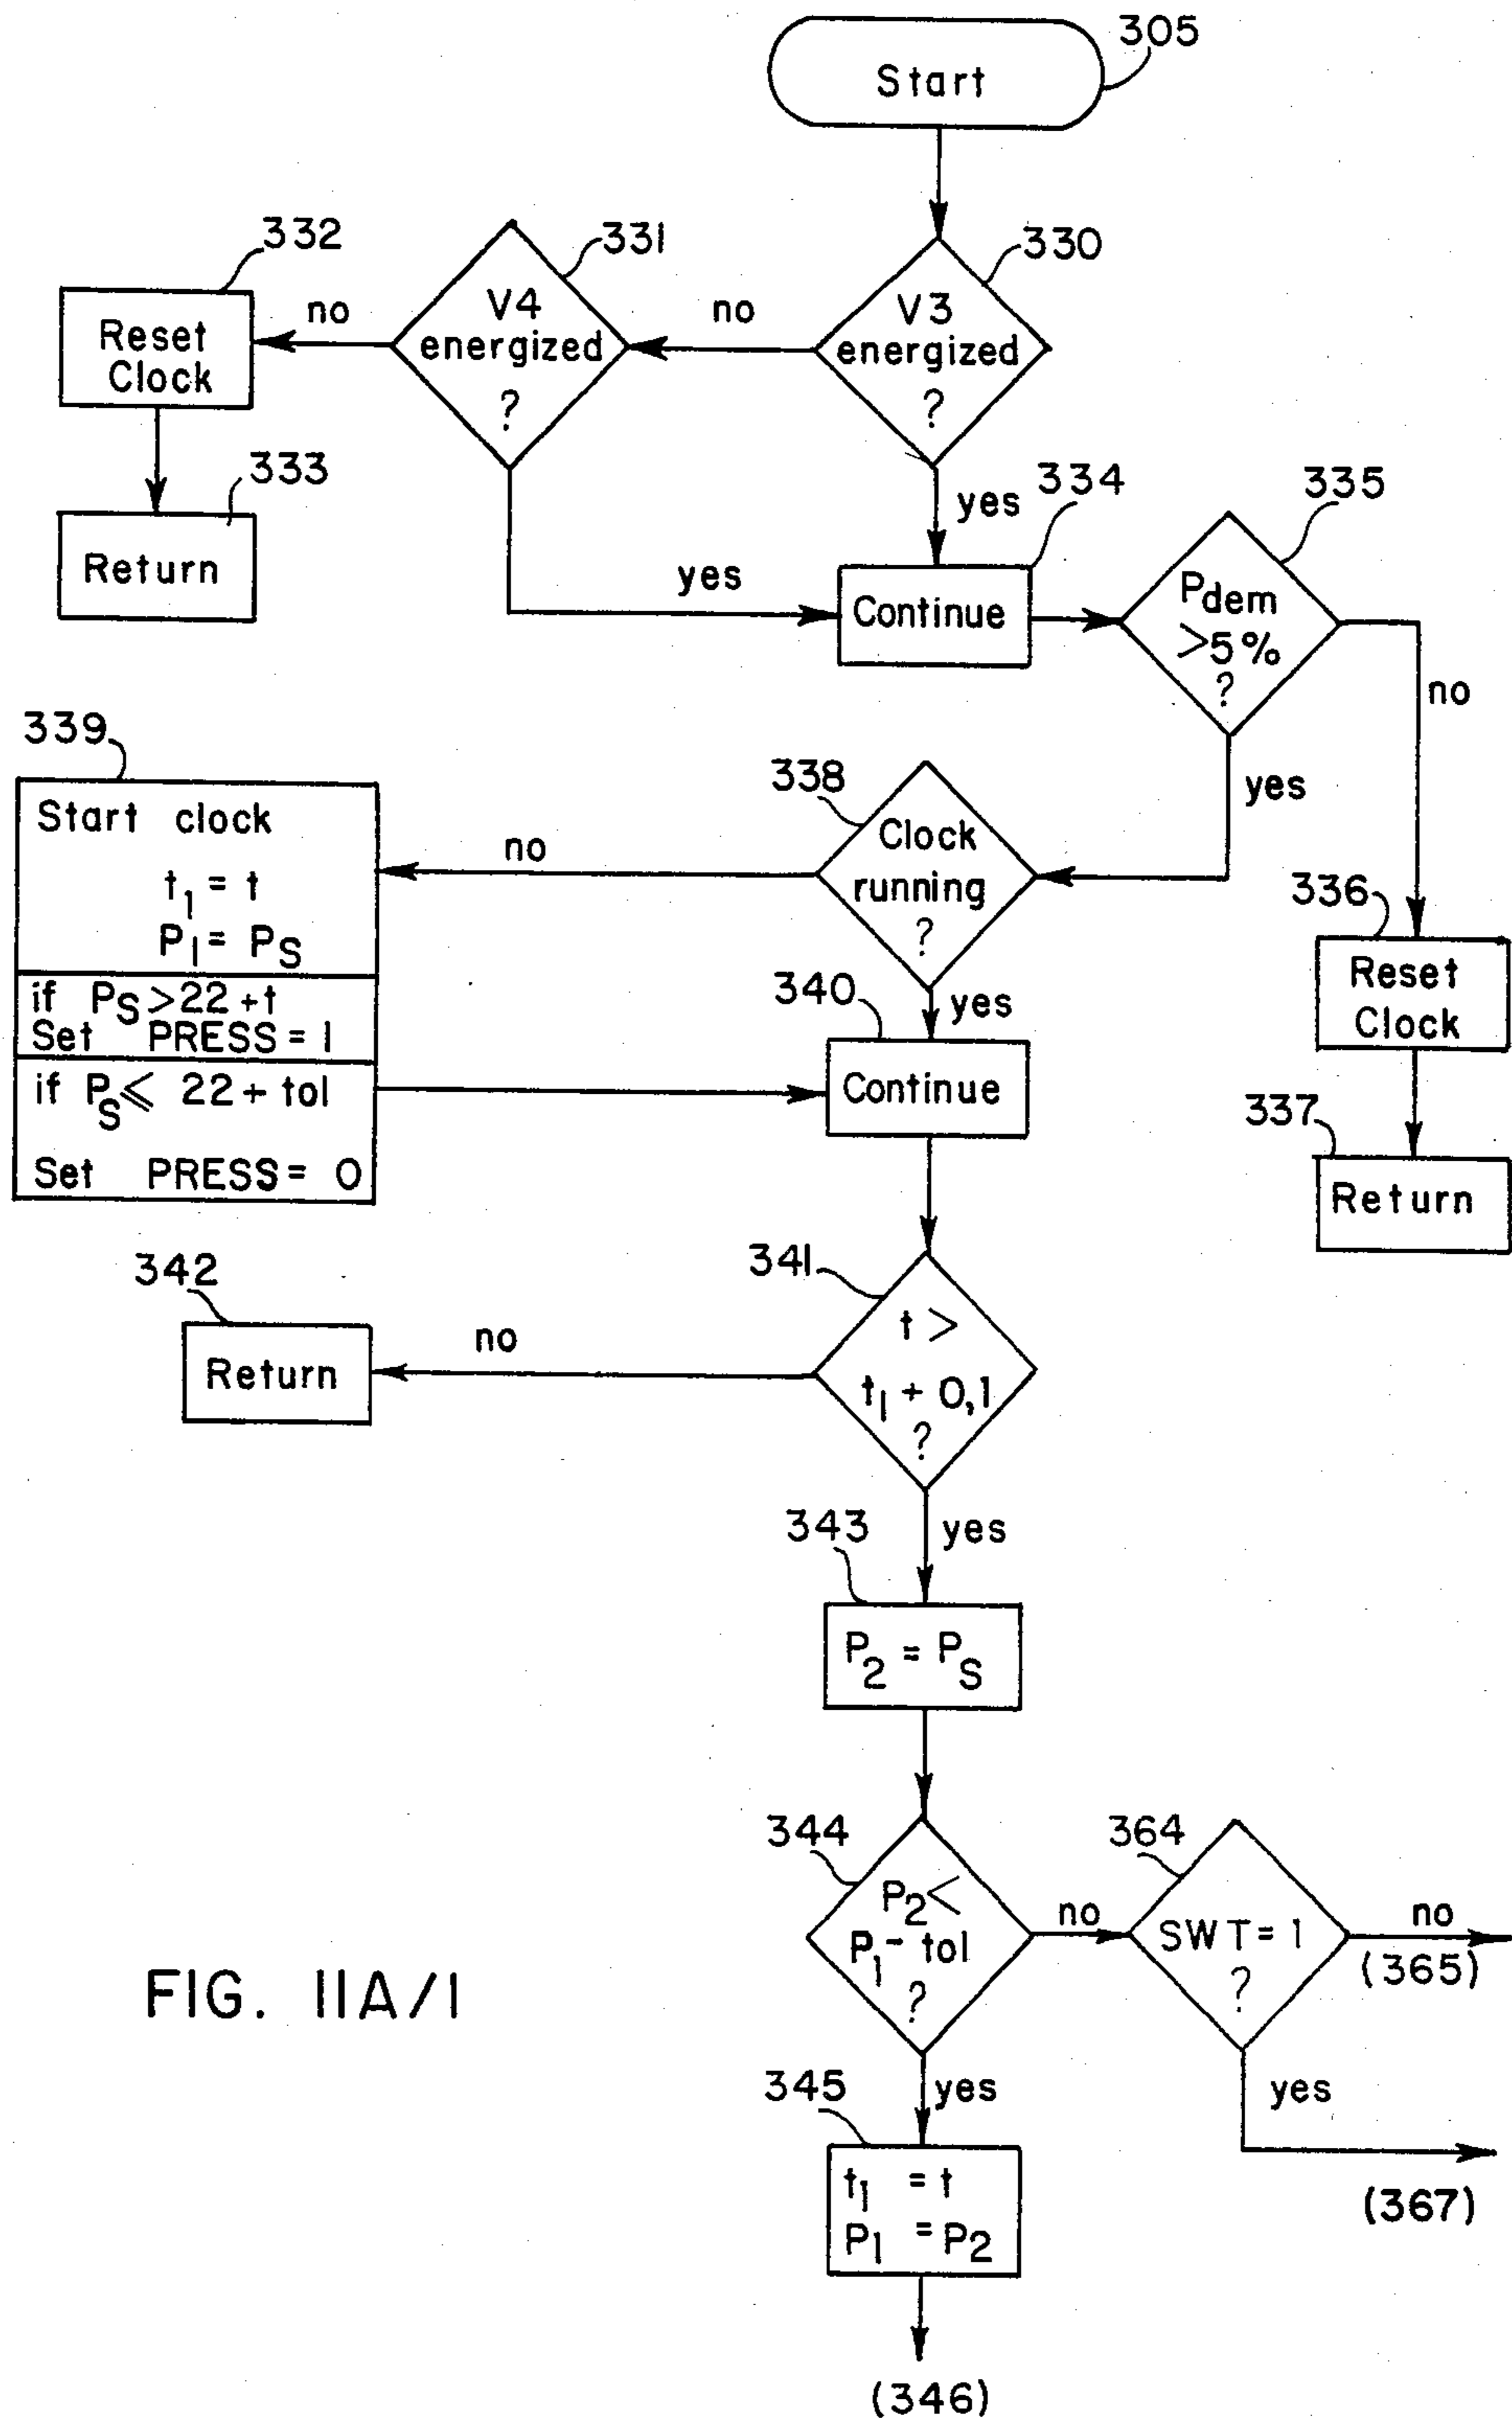 305
Start
330
V3
energized
?
no
331
V4
energized
?
no
332
Reset
Clock
333
Return
yes
yes
334
Continue
335
Pdem
>5%
?
no
yes
336
Reset
Clock
337
Return
338
Clock
running
?
no
339
Start clock
t1 = t
P1 = PS
if PS >22 + t
Set PRESS = 1
if PS ≤ 22 + tol
Set PRESS = 0
yes
340
Continue
341
t >
t1 + 0,1
?
no
342
Return
yes
343
P2 = PS
344
P2 <
P1 - tol
?
no
364
SWT = 1
?
no
(365)
yes
(367)
yes
345
t1 = t
P1 = P2
(346)
FIG. 11A/1